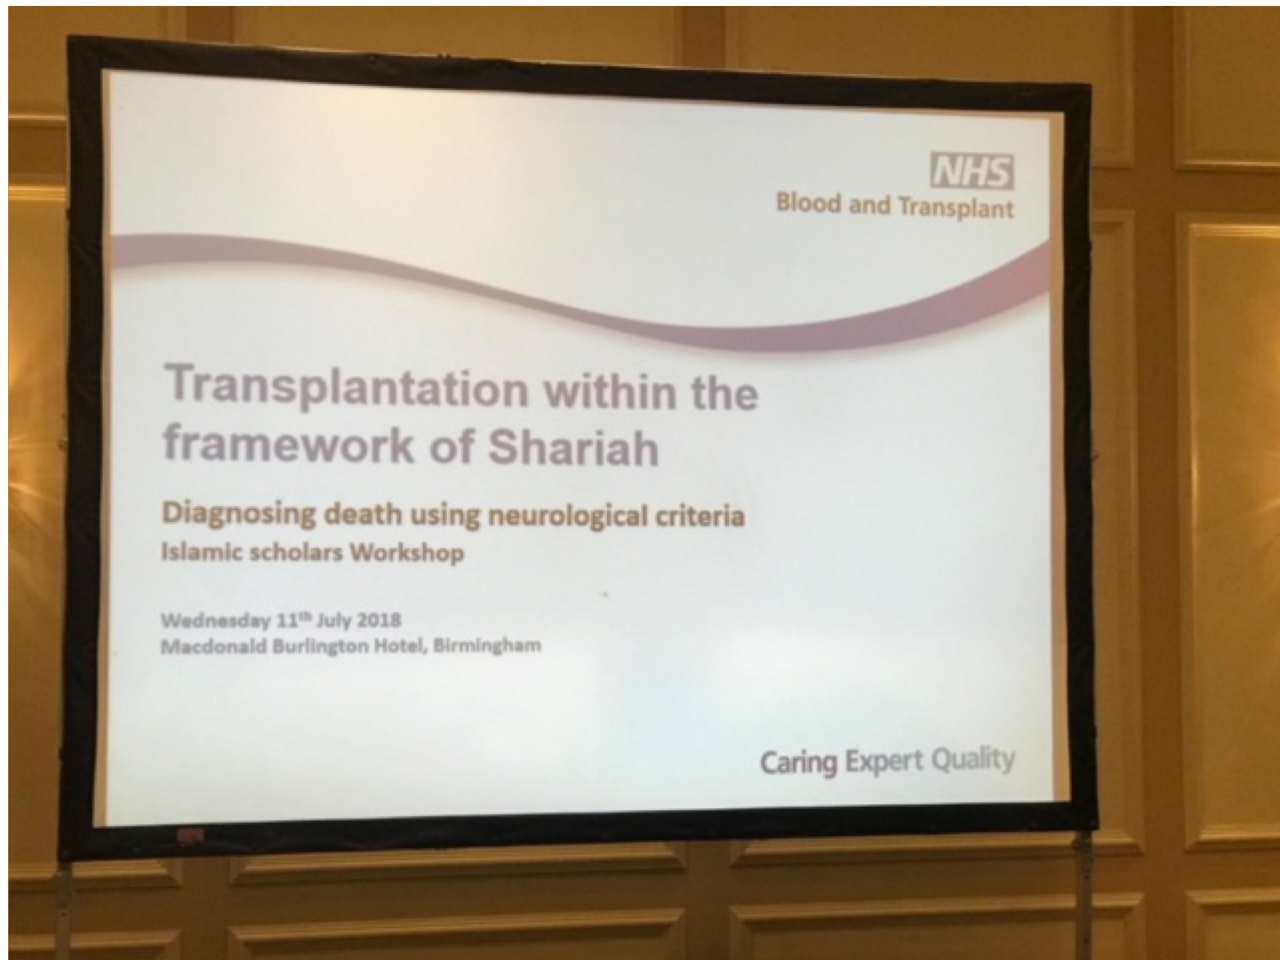 NHS
Blood and Transplant
Transplantation within the
framework of Shariah
Diagnosing death using neurological criteria
Islamic scholars Workshop
Wednesday 11th July 2018
Macdonald Burlington Hotel, Birmingham
Caring Expert Quality